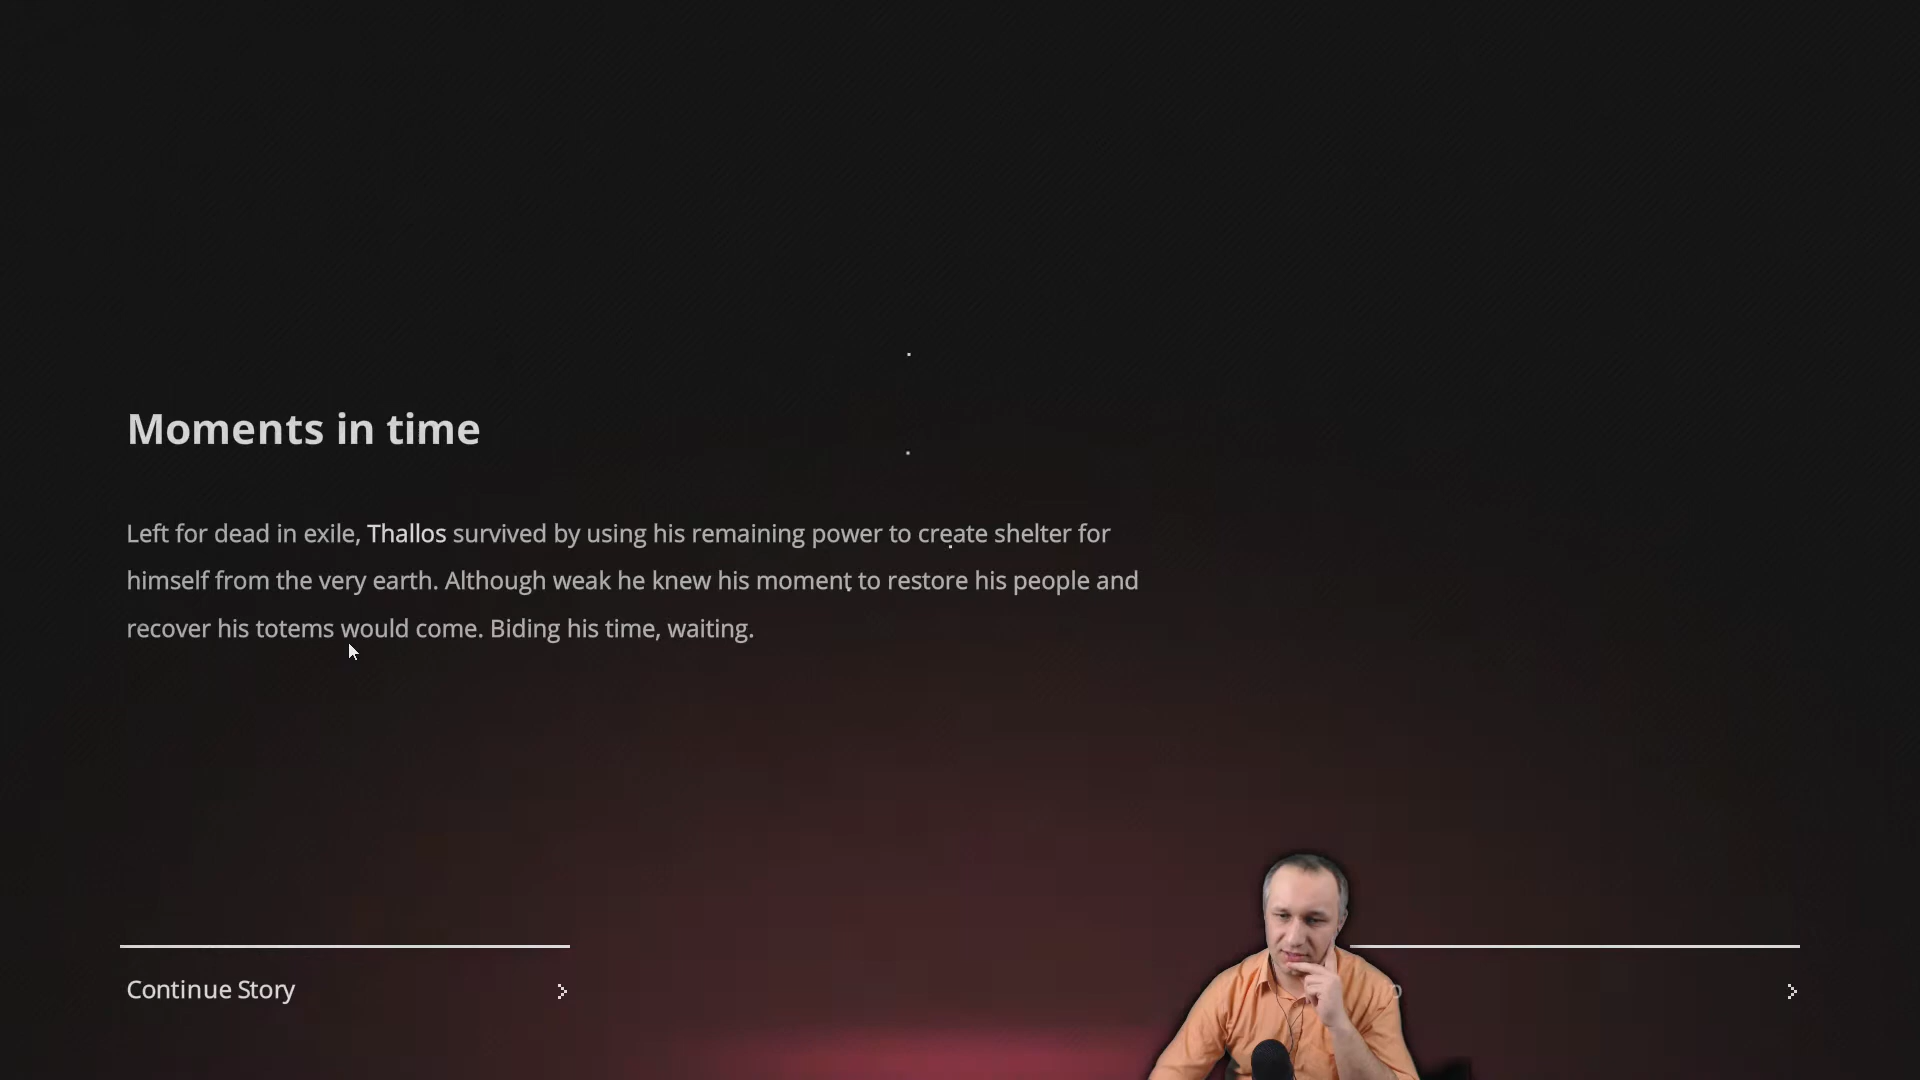 Moments in time
Left for dead in exile, Thallos survived by using his remaining power to create shelter for
himself from the very earth. Although weak he knew his moment to restore his people and
recover his totems would come. Biding his time, waiting.
Continue Story